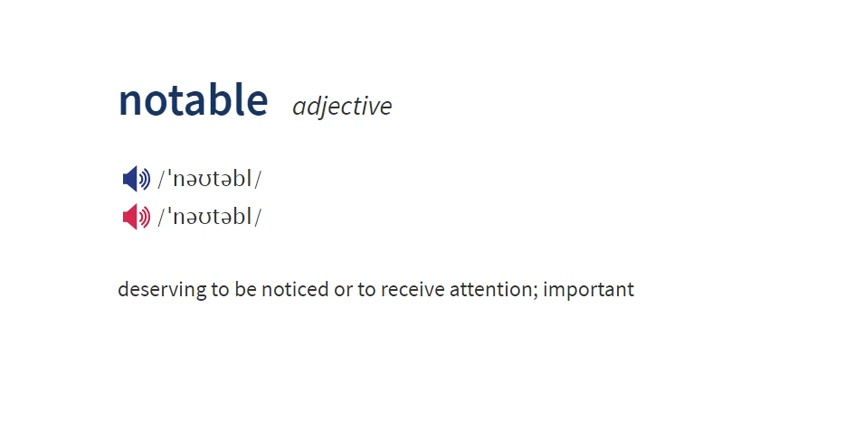 notable adjective
/ˈnəʊtəbl/
/ˈnəʊtəbl/
deserving to be noticed or to receive attention; important